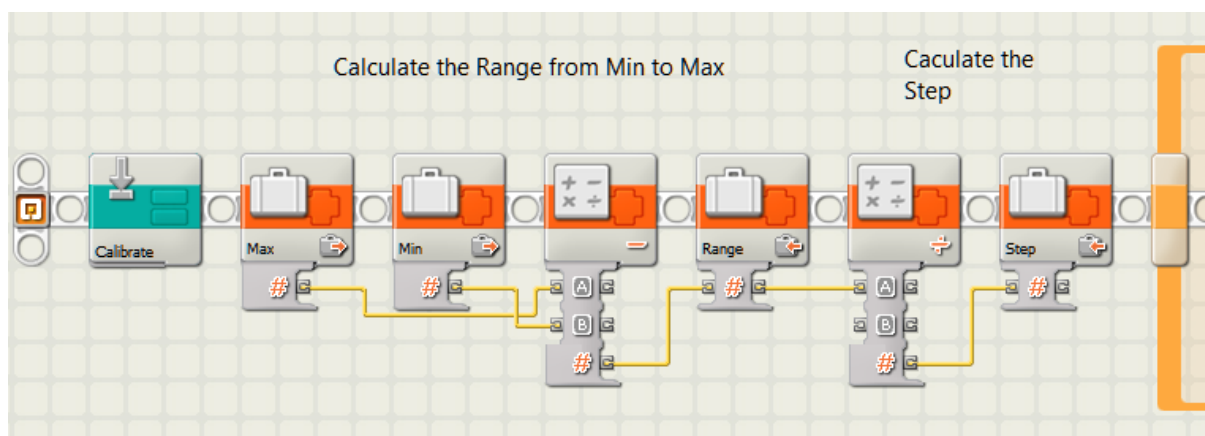 Calculate the Range from Min to Max
Caculate the
Step
Calibrate
Max
Min
Range
Step
#
#
A
B
#
#
A
B
#
#